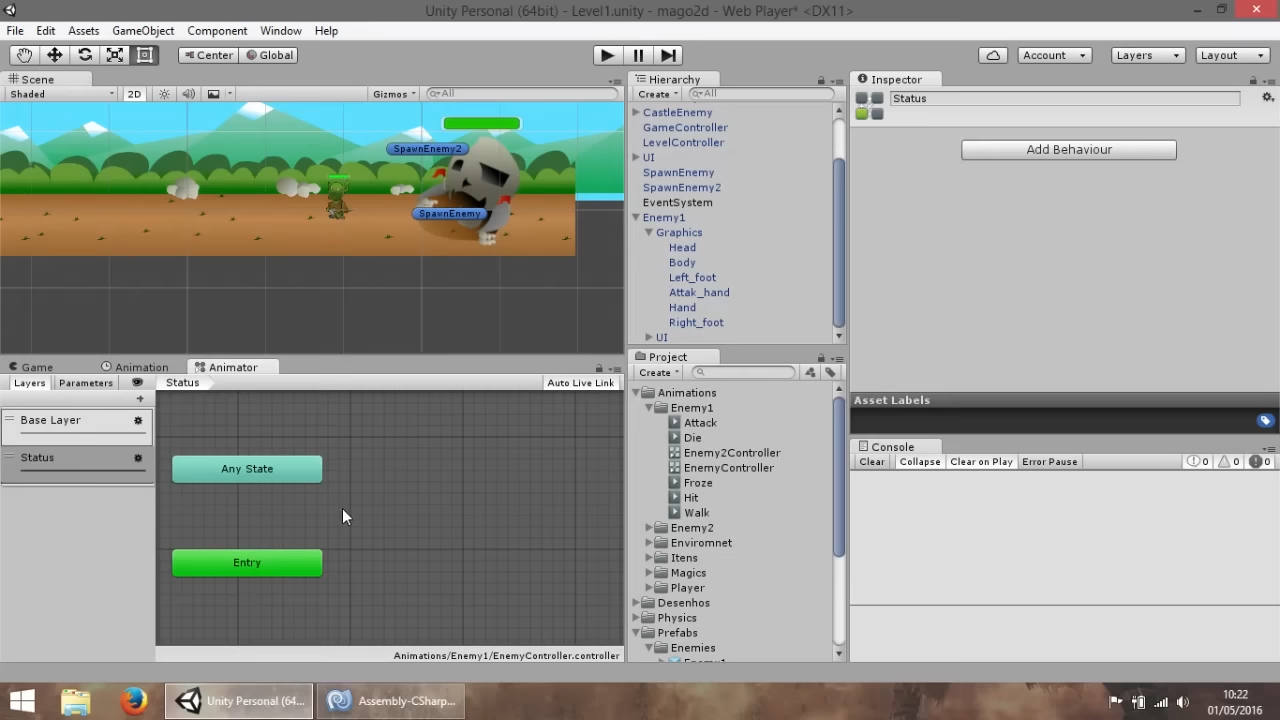 Unity Personal (64bit) - Level1.unity - mago2d - Web Player* <DX11>
File Edit Assets GameObject Component Window Help
Center Global Account Layers Layout
Scene
Shaded 2D Gizmos All
SpawnEnemy2
SpawnEnemy
Hierarchy
Create All
CastleEnemy
GameController
LevelController
UI
SpawnEnemy
SpawnEnemy2
EventSystem
Enemy1
Graphics
Head
Body
Left_foot
Attak_hand
Hand
Right_foot
UI
Inspector
Status
Add Behaviour
Asset Labels
Game Animation Animator
Layers Parameters Status Auto Live Link
Base Layer
Status
Any State
Entry
Animations/Enemy1/EnemyController.controller
Project
Create
Animations
Enemy1
Attack
Die
Enemy2Controller
EnemyController
Froze
Hit
Walk
Enemy2
Enviromnet
Itens
Magics
Player
Desenhos
Physics
Prefabs
Enemies
Enemy1
Console
Clear Collapse Clear on Play Error Pause 0 0 0
Unity Personal (64... Assembly-CSharp...
10:22
01/05/2016